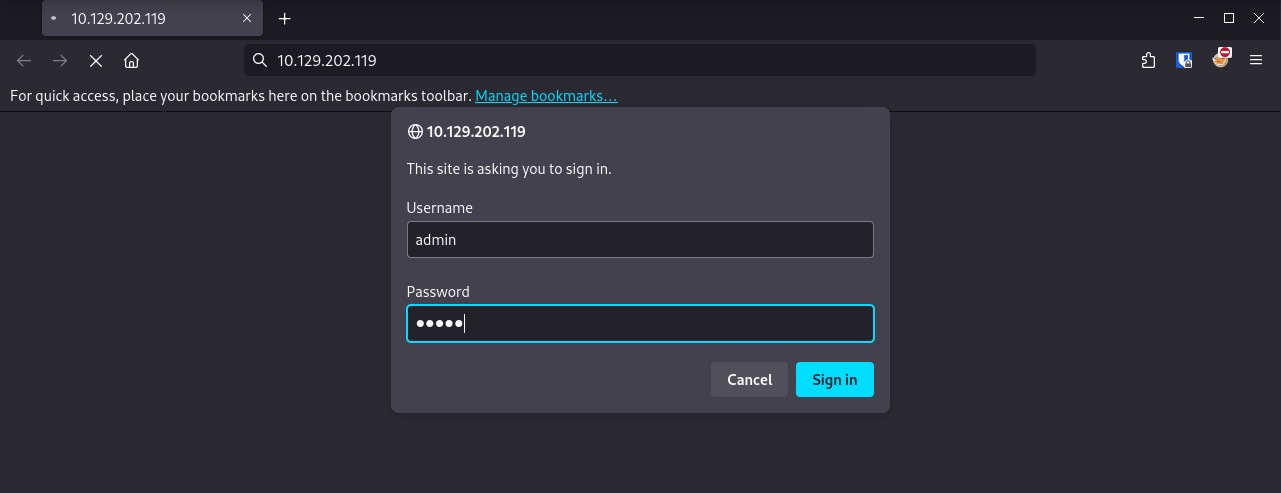 10.129.202.119
10.129.202.119
For quick access, place your bookmarks here on the bookmarks toolbar. Manage bookmarks…
10.129.202.119
This site is asking you to sign in.
Username
admin
Password
•••••
Cancel Sign in